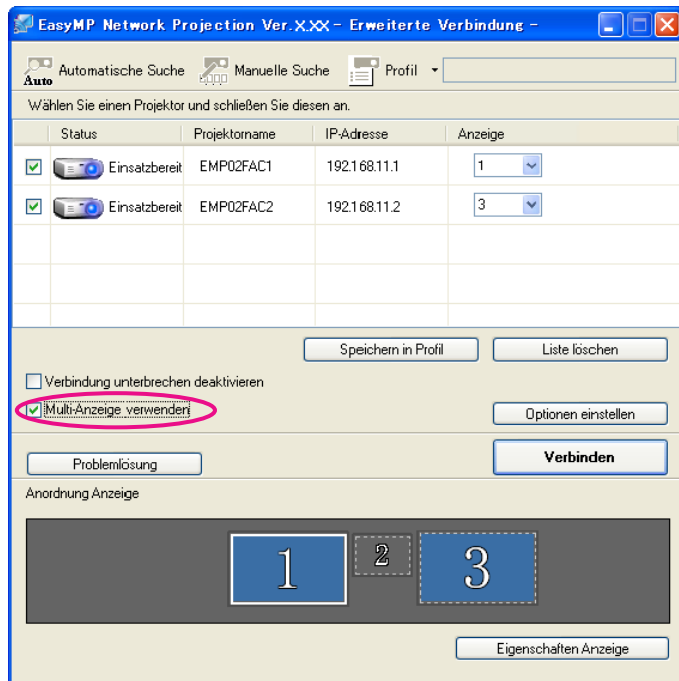 EasyMP Network Projection Ver.X.XX - Erweiterte Verbindung -
Auto Automatische Suche Manuelle Suche Profil
Wählen Sie einen Projektor und schließen Sie diesen an.
Status Projektorname IP-Adresse Anzeige
Einsatzbereit EMP02FAC1 192.168.11.1 1
Einsatzbereit EMP02FAC2 192.168.11.2 3
Speichern in Profil Liste löschen
Verbindung unterbrechen deaktivieren
Multi-Anzeige verwenden Optionen einstellen
Problemlösung Verbinden
Anordnung Anzeige
1 2 3
Eigenschaften Anzeige